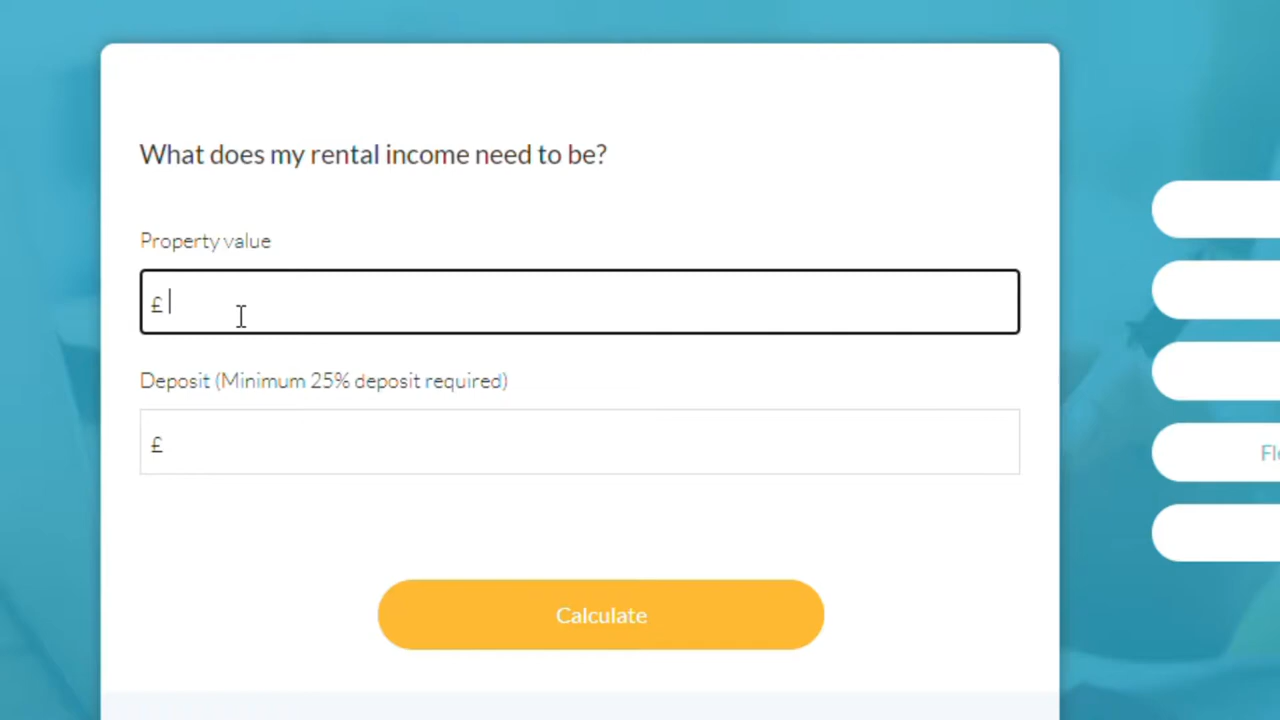 What does my rental income need to be?
Property value
£
Deposit (Minimum 25% deposit required)
£
Calculate